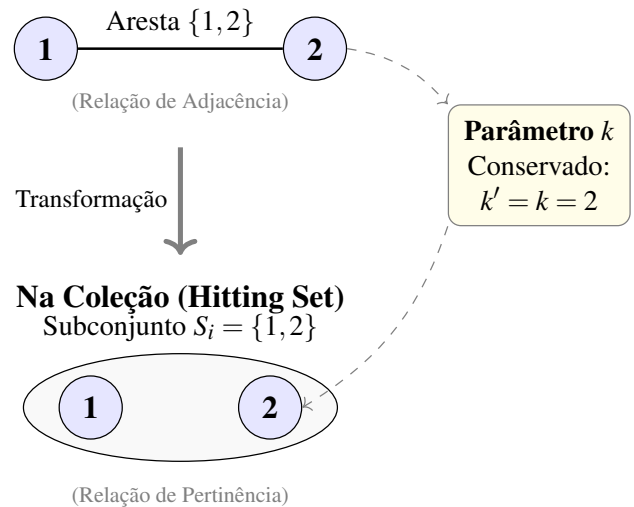 Aresta {1, 2}
1
2
(Relação de Adjacência)
Parâmetro k
Conservado:
k′ = k = 2
Transformação
Na Coleção (Hitting Set)
Subconjunto Sᵢ = {1, 2}
1
2
(Relação de Pertinência)